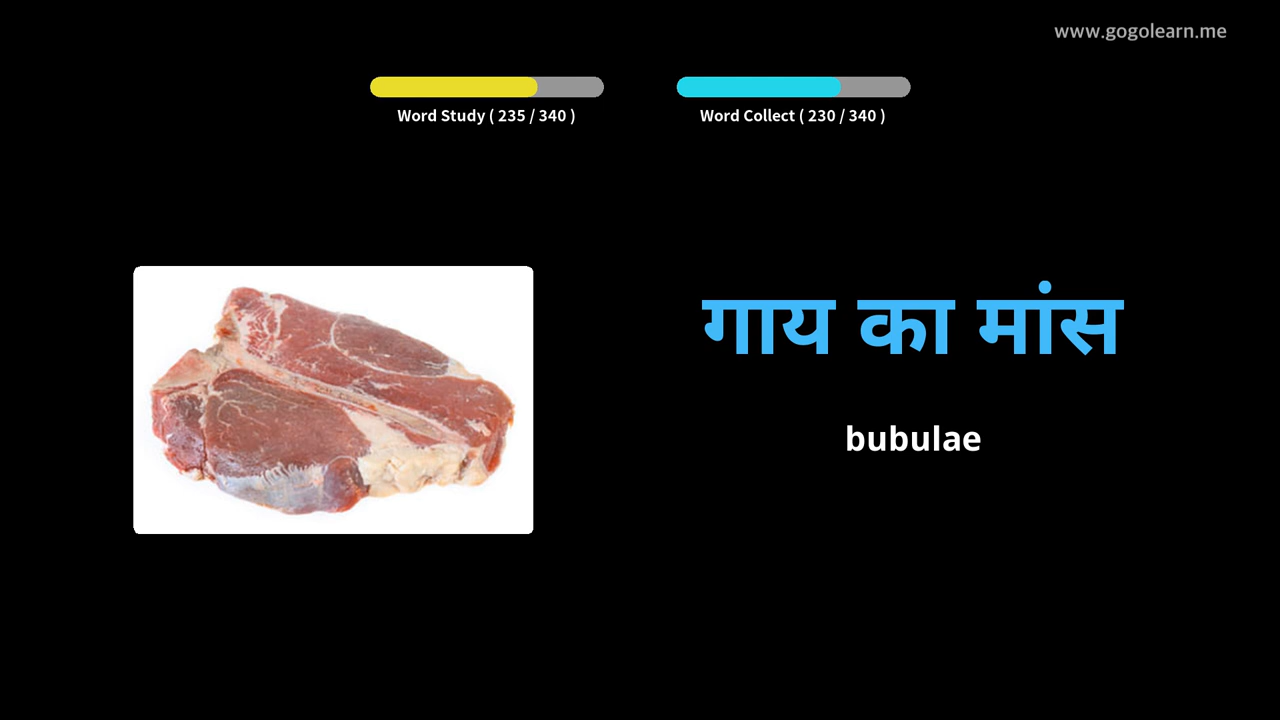 www.gogolearn.me
Word Study ( 235 / 340 )
Word Collect ( 230 / 340 )
गाय का मांस
bubulae